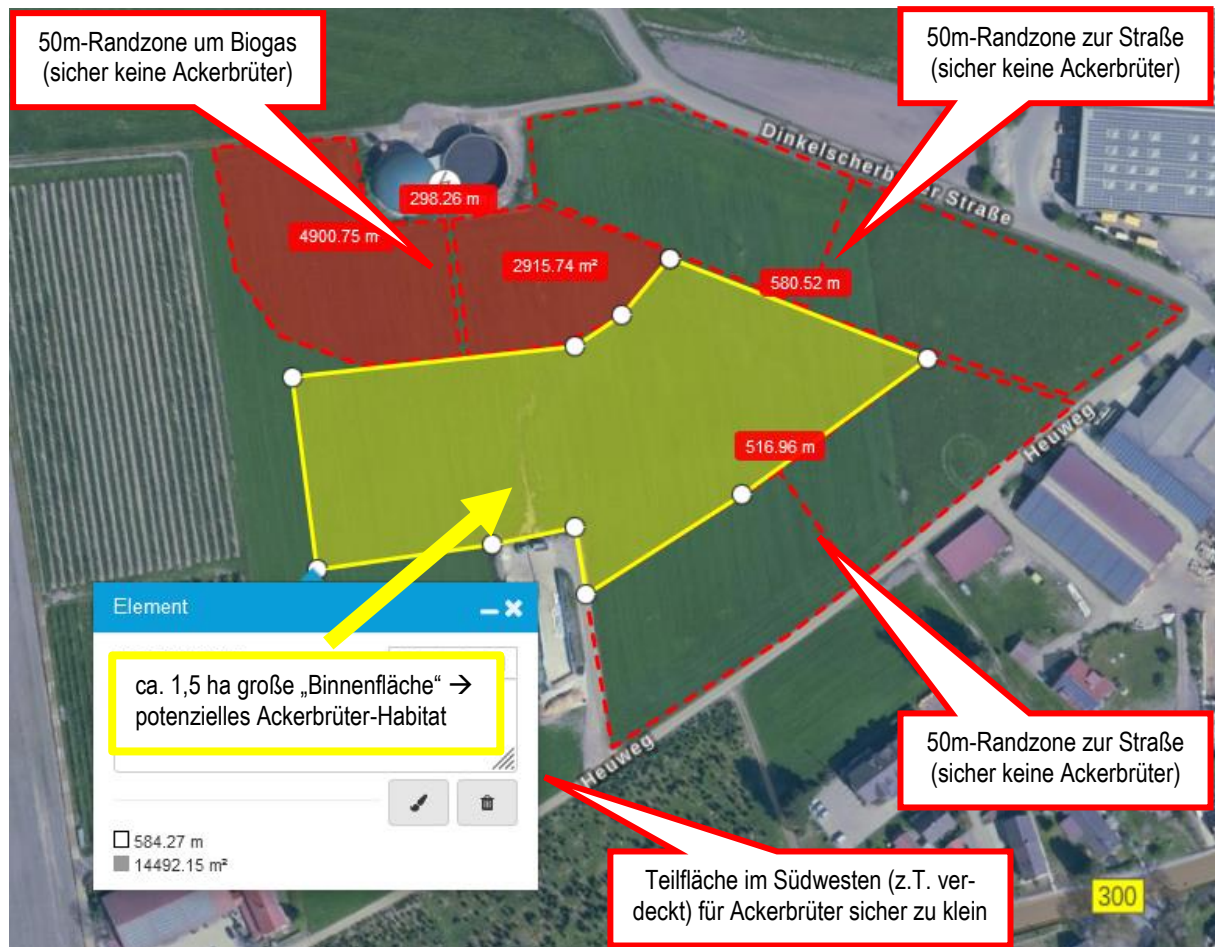 50m-Randzone um Biogas
(sicher keine Ackerbrüter)
50m-Randzone zur Straße
(sicher keine Ackerbrüter)
298.26 m
4900.75 m
2915.74 m²
580.52 m
516.96 m
Straße
Heuweg
Heuweg
Element
ca. 1,5 ha große „Binnenfläche“ →
potenzielles Ackerbrüter-Habitat
584.27 m
14492.15 m²
50m-Randzone zur Straße
(sicher keine Ackerbrüter)
Teilfläche im Südwesten (z.T. ver-
deckt) für Ackerbrüter sicher zu klein
300